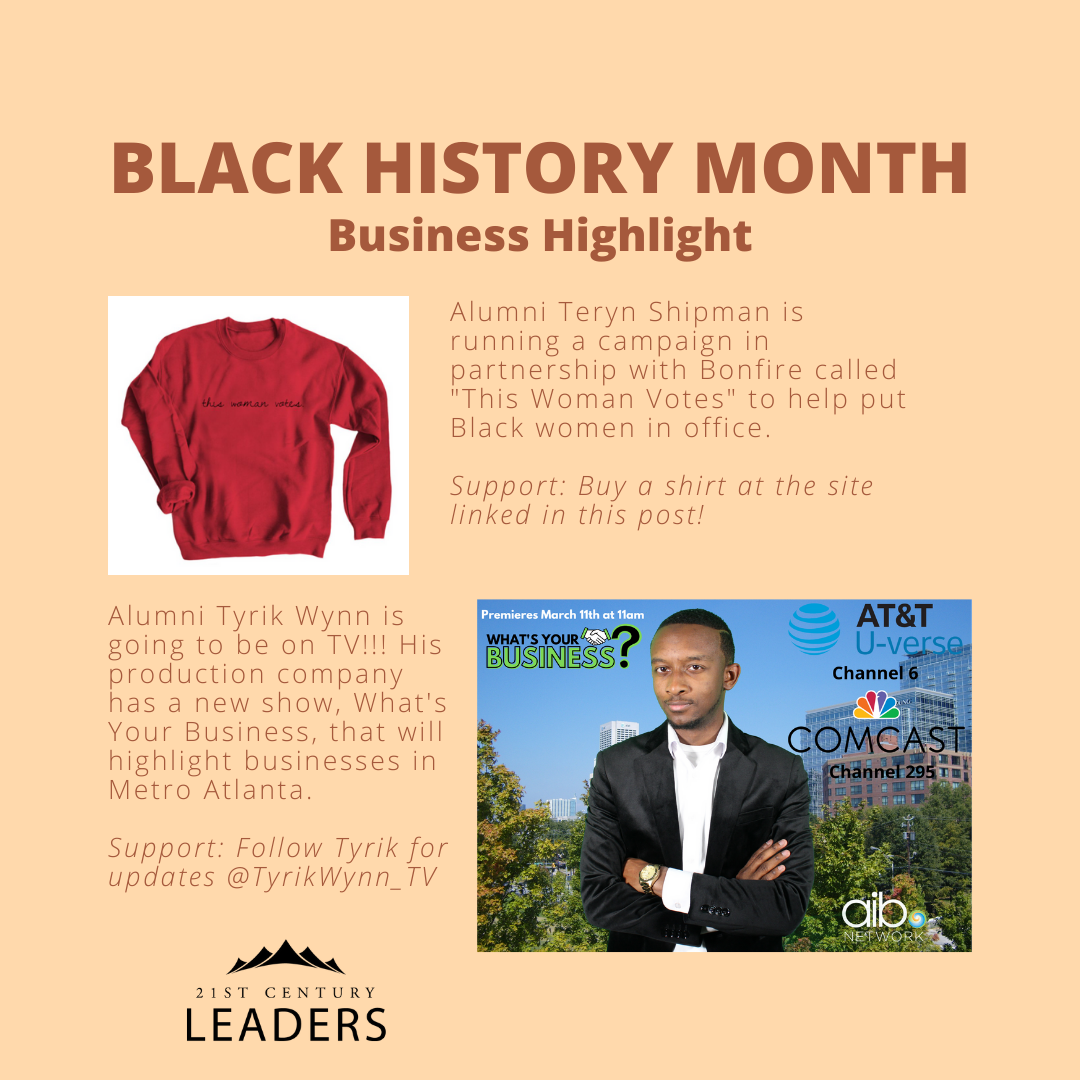 BLACK HISTORY MONTH
Business Highlight
this woman votes.
Alumni Teryn Shipman is
running a campaign in
partnership with Bonfire called
"This Woman Votes" to help put
Black women in office.
Support: Buy a shirt at the site
linked in this post!
Alumni Tyrik Wynn is
going to be on TV!!! His
production company
has a new show, What's
Your Business, that will
highlight businesses in
Metro Atlanta.
Support: Follow Tyrik for
updates @TyrikWynn_TV
Premieres March 11th at 11am
WHAT'S YOUR
BUSINESS?
AT&T
U-verse
Channel 6
COMCAST
Channel 295
aib
NETWORK
21ST CENTURY
LEADERS